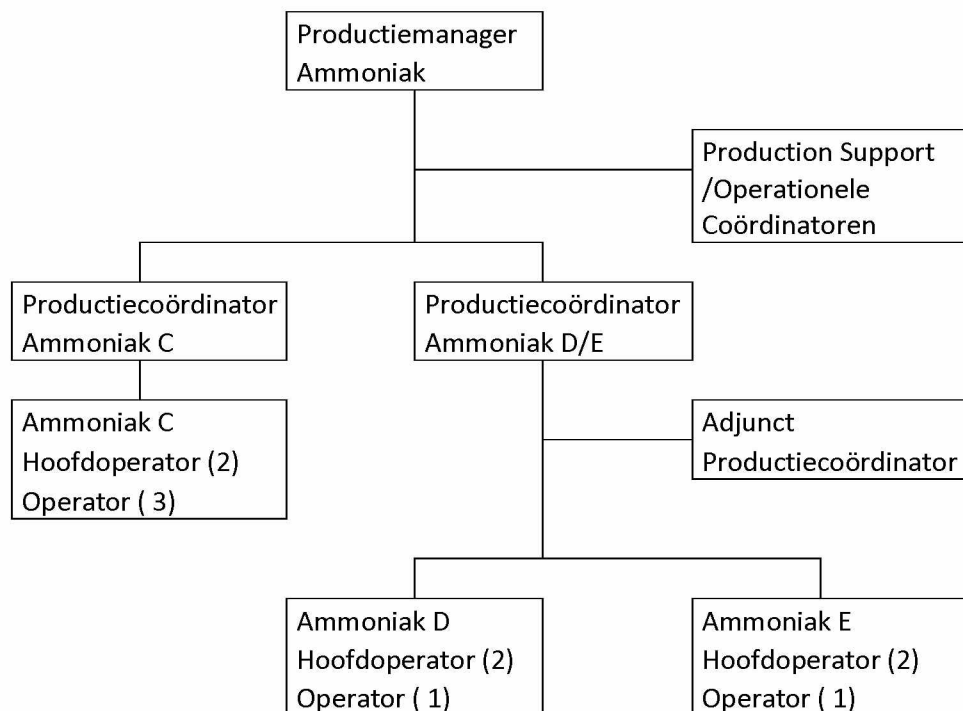 Productiemanager
Ammoniak
Production Support
/Operationele
Coördinatoren
Productiecoördinator
Ammoniak C
Productiecoördinator
Ammoniak D/E
Ammoniak C
Hoofdoperator (2)
Operator ( 3)
Adjunct
Productiecoördinator
Ammoniak D
Hoofdoperator (2)
Operator ( 1)
Ammoniak E
Hoofdoperator (2)
Operator ( 1)